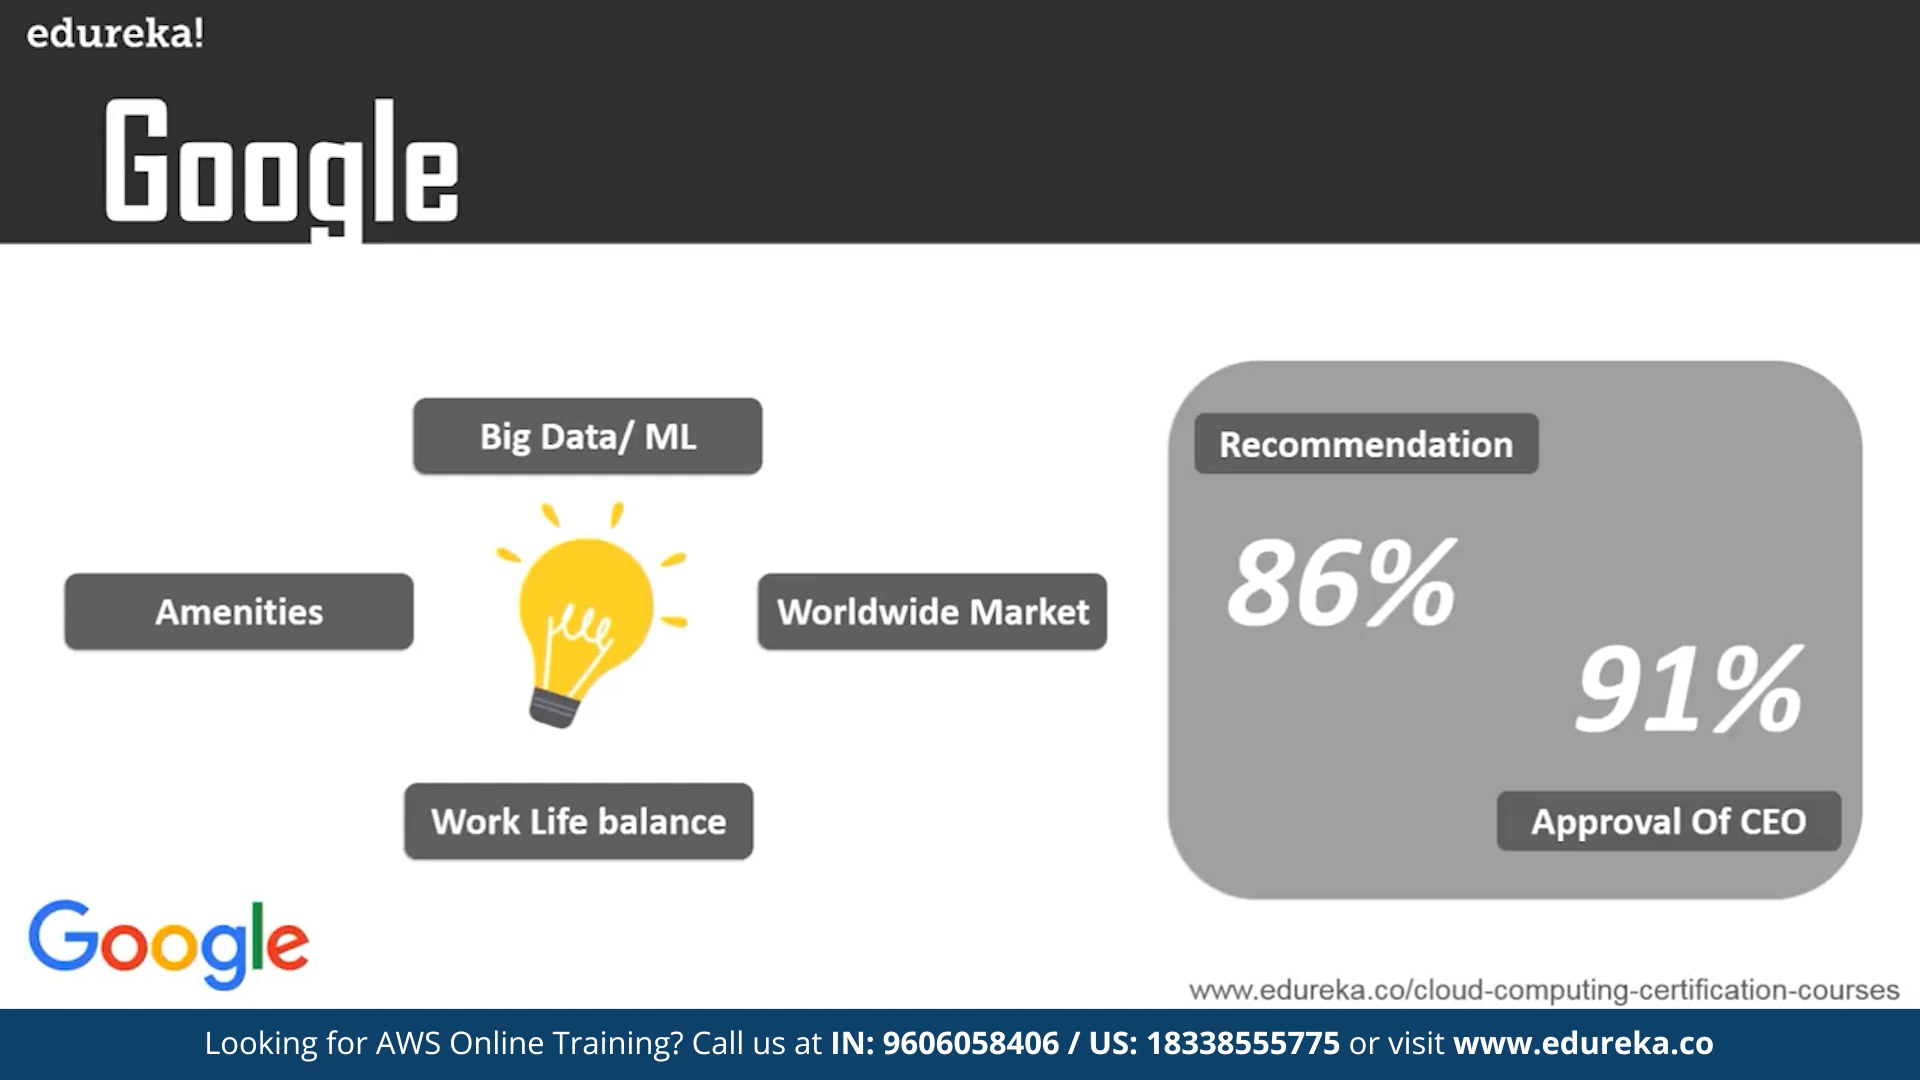 edureka!
Google
Big Data/ ML
Amenities
Worldwide Market
Work Life balance
Recommendation
86%
91%
Approval Of CEO
Google
www.edureka.co/cloud-computing-certification-courses
Looking for AWS Online Training? Call us at IN: 9606058406 / US: 18338555775 or visit www.edureka.co